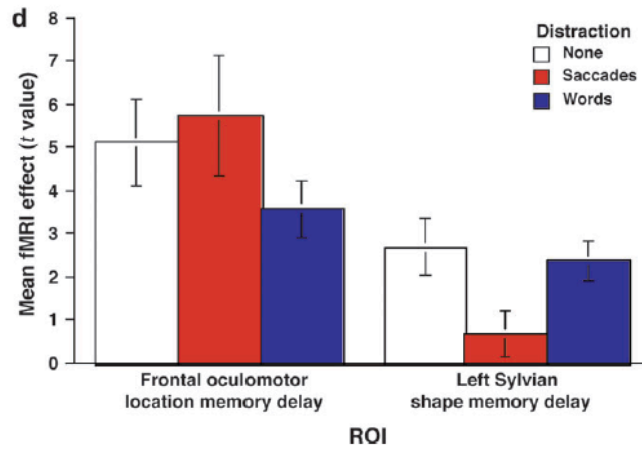 d
Distraction
None
Saccades
Words
Mean fMRI effect (t value)
8
7
6
5
4
3
2
1
0
Frontal oculomotor
location memory delay
Left Sylvian
shape memory delay
ROI